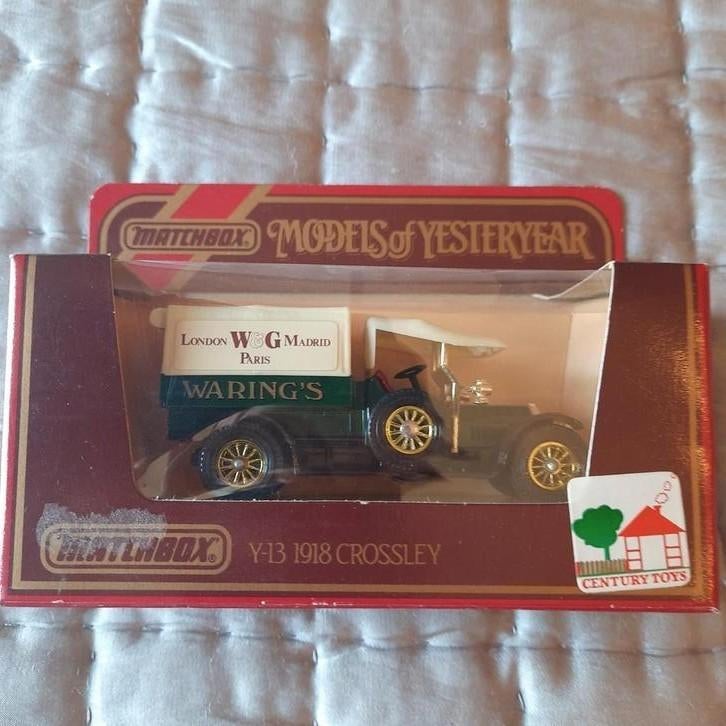 MATCHBOX MODELS of YESTERYEAR
LONDON W&G MADRID
PARIS
WARING'S
MATCHBOX Y-13 1918 CROSSLEY
CENTURY TOYS